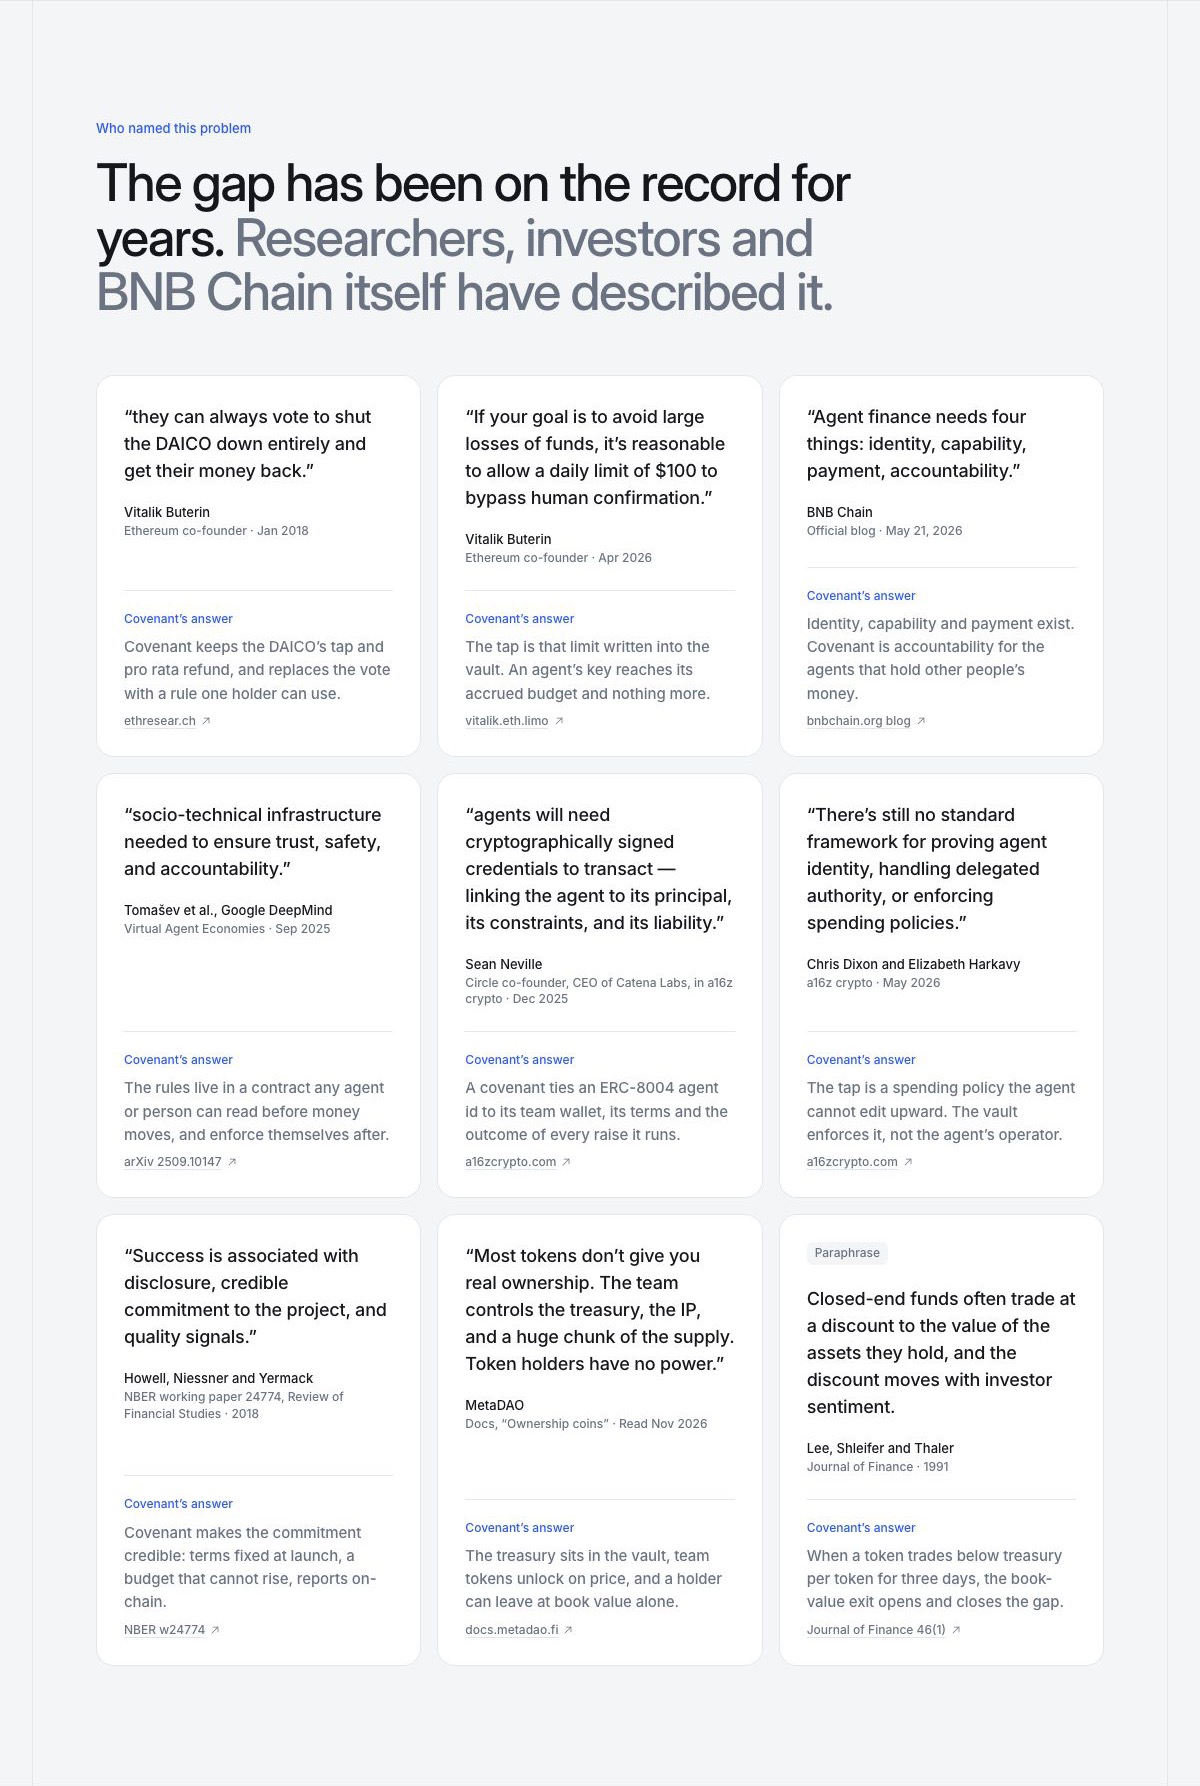 Who named this problem
The gap has been on the record for
years. Researchers, investors and
BNB Chain itself have described it.
“they can always vote to shut
the DAICO down entirely and
get their money back.”
Vitalik Buterin
Ethereum co-founder · Jan 2018
Covenant’s answer
Covenant keeps the DAICO’s tap and
pro rata refund, and replaces the vote
with a rule one holder can use.
ethresear.ch ↗
“If your goal is to avoid large
losses of funds, it’s reasonable
to allow a daily limit of $100 to
bypass human confirmation.”
Vitalik Buterin
Ethereum co-founder · Apr 2026
Covenant’s answer
The tap is that limit written into the
vault. An agent’s key reaches its
accrued budget and nothing more.
vitalik.eth.limo ↗
“Agent finance needs four
things: identity, capability,
payment, accountability.”
BNB Chain
Official blog · May 21, 2026
Covenant’s answer
Identity, capability and payment exist.
Covenant is accountability for the
agents that hold other people’s
money.
bnbchain.org blog ↗
“socio-technical infrastructure
needed to ensure trust, safety,
and accountability.”
Tomašev et al., Google DeepMind
Virtual Agent Economies · Sep 2025
Covenant’s answer
The rules live in a contract any agent
or person can read before money
moves, and enforce themselves after.
arXiv 2509.10147 ↗
“agents will need
cryptographically signed
credentials to transact —
linking the agent to its principal,
its constraints, and its liability.”
Sean Neville
Circle co-founder, CEO of Catena Labs, in a16z
crypto · Dec 2025
Covenant’s answer
A covenant ties an ERC-8004 agent
id to its team wallet, its terms and the
outcome of every raise it runs.
a16zcrypto.com ↗
“There’s still no standard
framework for proving agent
identity, handling delegated
authority, or enforcing
spending policies.”
Chris Dixon and Elizabeth Harkavy
a16z crypto · May 2026
Covenant’s answer
The tap is a spending policy the agent
cannot edit upward. The vault
enforces it, not the agent’s operator.
a16zcrypto.com ↗
“Success is associated with
disclosure, credible
commitment to the project, and
quality signals.”
Howell, Niessner and Yermack
NBER working paper 24774, Review of
Financial Studies · 2018
Covenant’s answer
Covenant makes the commitment
credible: terms fixed at launch, a
budget that cannot rise, reports on-
chain.
NBER w24774 ↗
“Most tokens don’t give you
real ownership. The team
controls the treasury, the IP,
and a huge chunk of the supply.
Token holders have no power.”
MetaDAO
Docs, “Ownership coins” · Read Nov 2026
Covenant’s answer
The treasury sits in the vault, team
tokens unlock on price, and a holder
can leave at book value alone.
docs.metadao.fi ↗
Paraphrase
Closed-end funds often trade at
a discount to the value of the
assets they hold, and the
discount moves with investor
sentiment.
Lee, Shleifer and Thaler
Journal of Finance · 1991
Covenant’s answer
When a token trades below treasury
per token for three days, the book-
value exit opens and closes the gap.
Journal of Finance 46(1) ↗